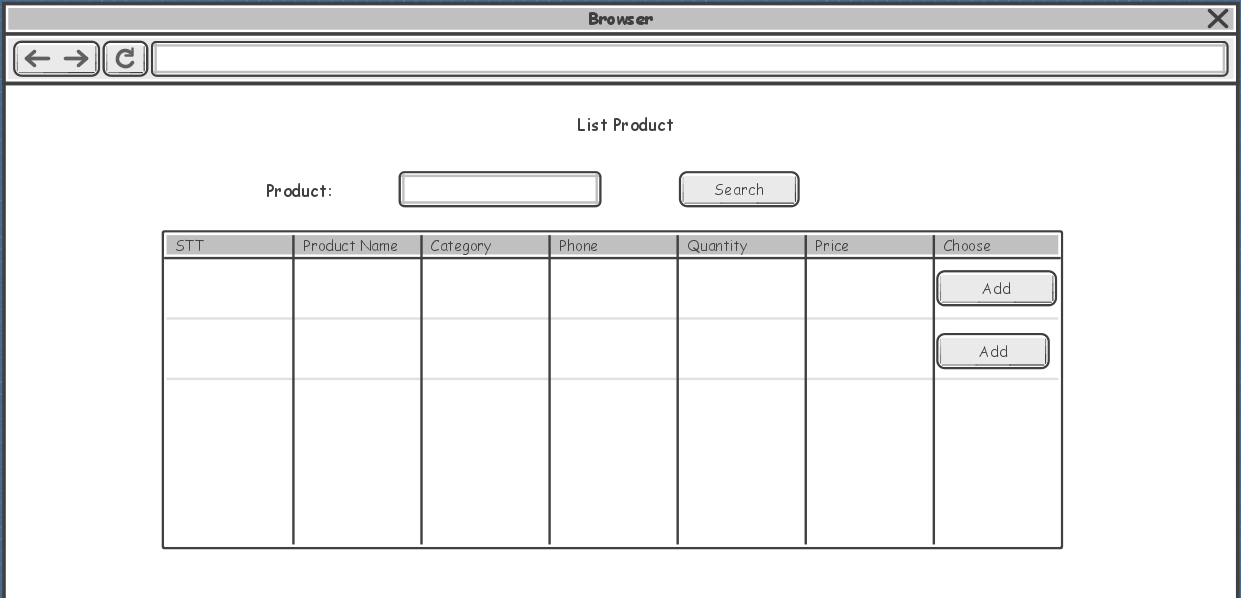 Browser
List Product
Product:
Search
STT Product Name Category Phone Quantity Price Choose
Add
Add